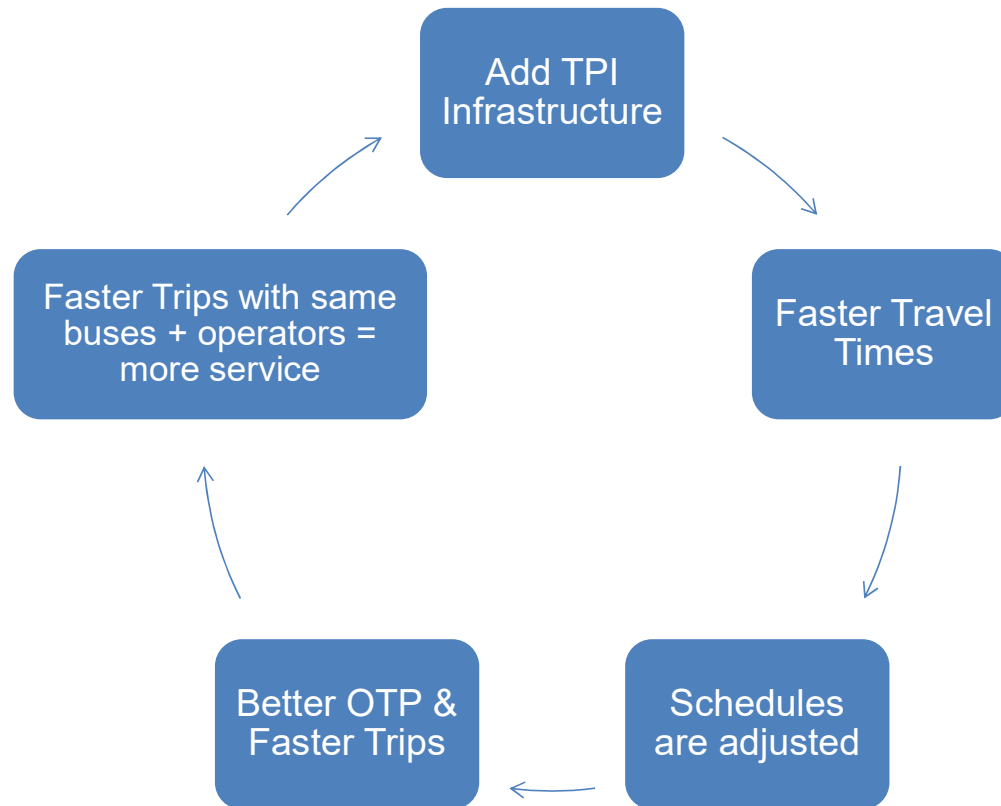 Add TPI
Infrastructure
Faster Travel
Times
Schedules
are adjusted
Better OTP &
Faster Trips
Faster Trips with same
buses + operators =
more service